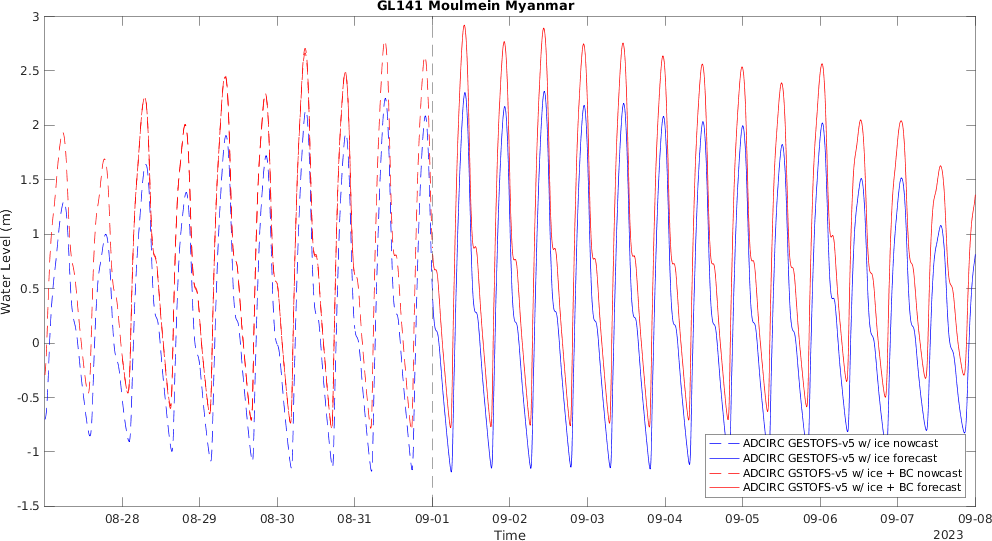 GL141 Moulmein Myanmar
3
2.5
2
1.5
1
0.5
0
-0.5
-1
-1.5
Water Level (m)
ADCIRC GESTOFS-v5 w/ ice nowcast
ADCIRC GESTOFS-v5 w/ ice forecast
ADCIRC GSTOFS-v5 w/ ice + BC nowcast
ADCIRC GSTOFS-v5 w/ ice + BC forecast
08-28 08-29 08-30 08-31 09-01 09-02 09-03 09-04 09-05 09-06 09-07 09-08
Time
2023